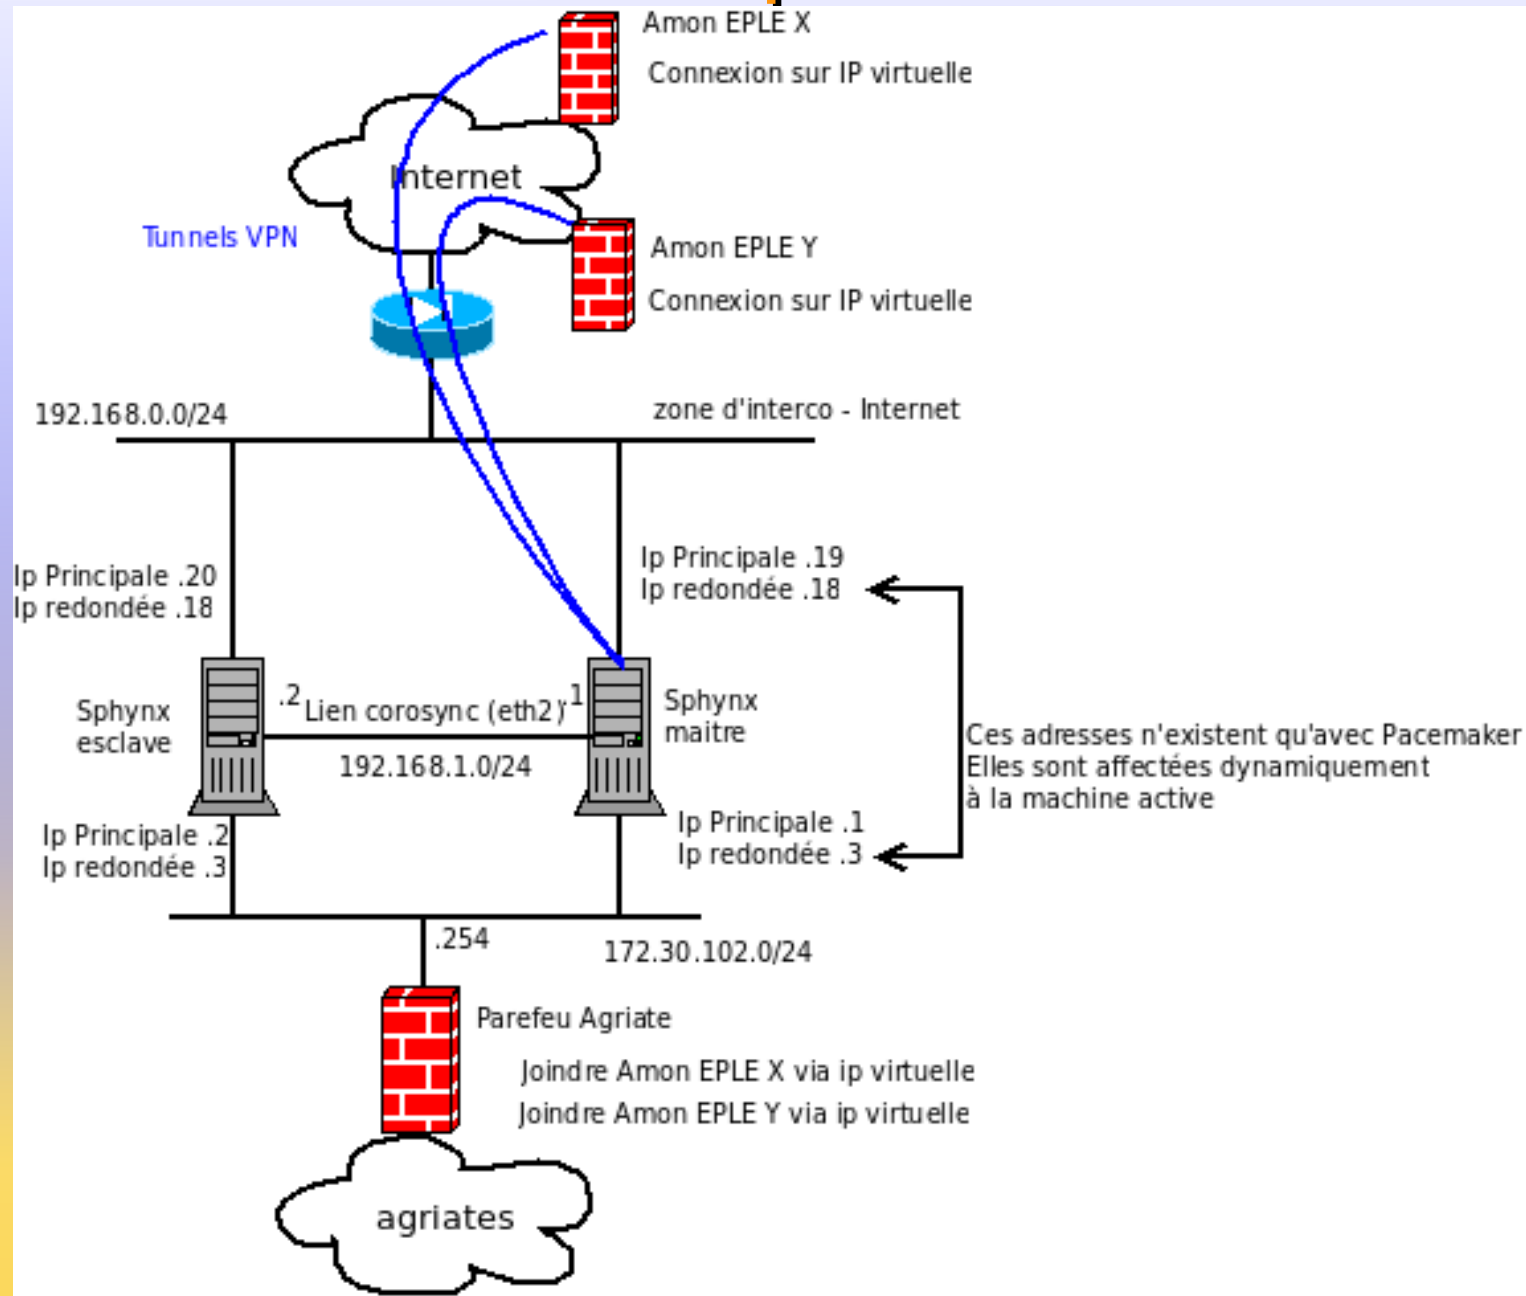 Amon EPLE X
Connexion sur IP virtuelle
Internet
Tunnels VPN
Amon EPLE Y
Connexion sur IP virtuelle
192.168.0.0/24
zone d'interco - Internet
Ip Principale .20
Ip redondée .18
Ip Principale .19
Ip redondée .18
Sphynx
esclave
.2
Lien corosync (eth2)
.1
192.168.1.0/24
Sphynx
maitre
Ces adresses n'existent qu'avec Pacemaker
Elles sont affectées dynamiquement
à la machine active
Ip Principale .2
Ip redondée .3
Ip Principale .1
Ip redondée .3
.254
172.30.102.0/24
Parefeu Agriate
Joindre Amon EPLE X via ip virtuelle
Joindre Amon EPLE Y via ip virtuelle
agriates